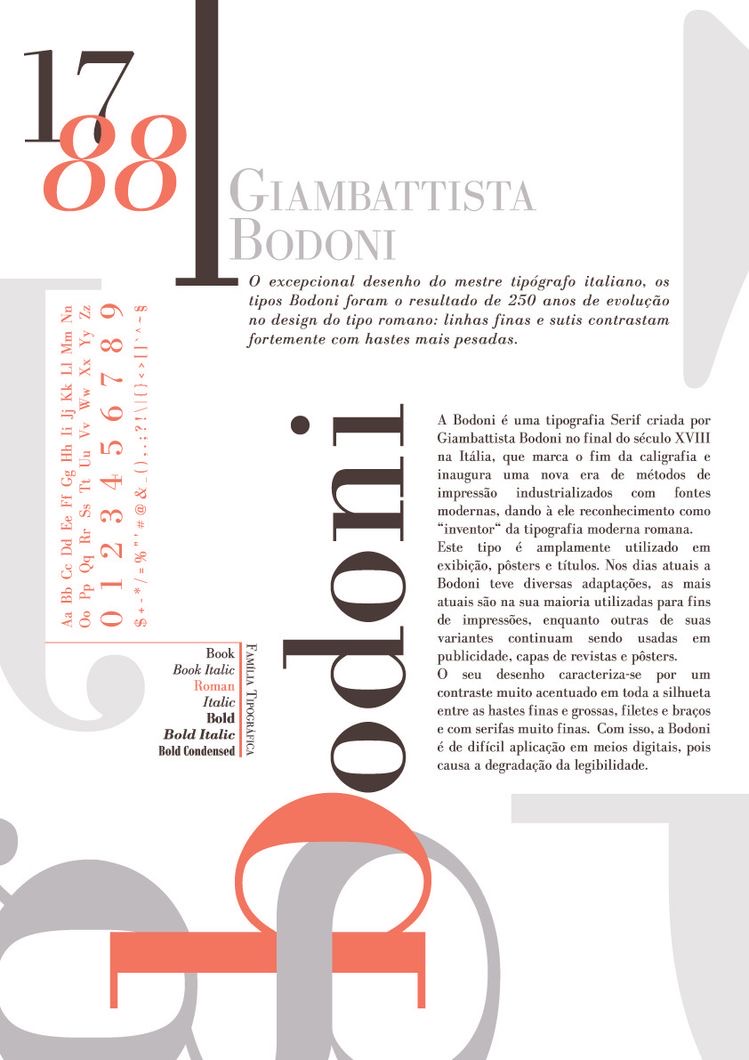 17
88
GIAMBATTISTA
BODONI
O excepcional desenho do mestre tipógrafo italiano, os
tipos Bodoni foram o resultado de 250 anos de evolução
no design do tipo romano: linhas finas e sutis contrastam
fortemente com hastes mais pesadas.
Aa Bb Cc Dd Ee Ff Gg Hh Ii Jj Kk Ll Mm Nn
Oo Pp Qq Rr Ss Tt Uu Vv Ww Xx Yy Zz
0 1 2 3 4 5 6 7 8 9
Book
Book Italic
Roman
Italic
Bold
Bold Italic
Bold Condensed
FAMÍLIA TIPOGRÁFICA
Bodoni
A Bodoni é uma tipografia Serif criada por
Giambattista Bodoni no final do século XVIII
na Itália, que marca o fim da caligrafia e
inaugura uma nova era de métodos de
impressão industrializados com fontes
modernas, dando à ele reconhecimento como
“inventor“ da tipografia moderna romana.
Este tipo é amplamente utilizado em
exibição, pôsters e títulos. Nos dias atuais a
Bodoni teve diversas adaptações, as mais
atuais são na sua maioria utilizadas para fins
de impressões, enquanto outras de suas
variantes continuam sendo usadas em
publicidade, capas de revistas e pôsters.
O seu desenho caracteriza-se por um
contraste muito acentuado em toda a silhueta
entre as hastes finas e grossas, filetes e braços
e com serifas muito finas. Com isso, a Bodoni
é de difícil aplicação em meios digitais, pois
causa a degradação da legibilidade.